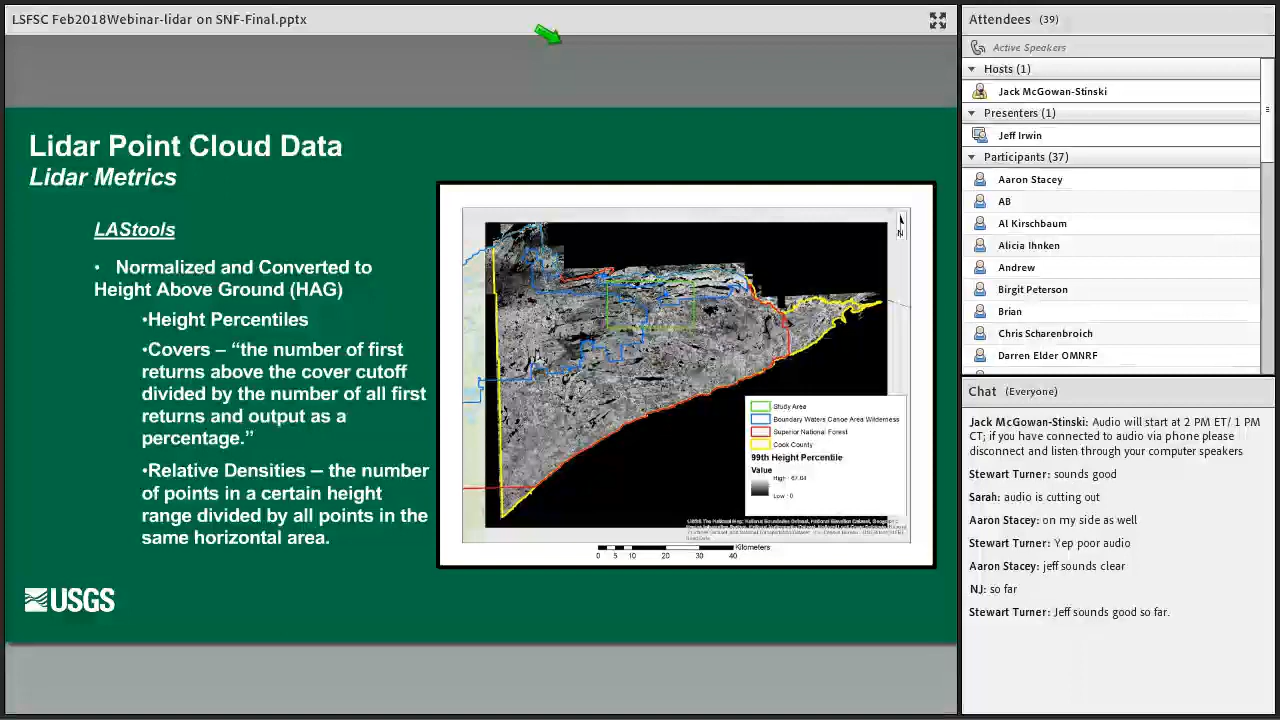 LSFSC Feb2018Webinar-lidar on SNF-Final.pptx
Lidar Point Cloud Data
Lidar Metrics
LAStools
• Normalized and Converted to
Height Above Ground (HAG)
•Height Percentiles
•Covers – “the number of first
returns above the cover cutoff
divided by the number of all first
returns and output as a
percentage.”
•Relative Densities – the number
of points in a certain height
range divided by all points in the
same horizontal area.
USGS
N
Study Area
Boundary Waters Canoe Area Wilderness
Superior National Forest
Cook County
99th Height Percentile
Value
High : 67.04
Low : 0
Kilometers
0 5 10 20 30 40
Attendees (39)
Active Speakers
Hosts (1)
Jack McGowan-Stinski
Presenters (1)
Jeff Irwin
Participants (37)
Aaron Stacey
AB
Al Kirschbaum
Alicia Ihnken
Andrew
Birgit Peterson
Brian
Chris Scharenbroich
Darren Elder OMNRF
Chat (Everyone)
Jack McGowan-Stinski: Audio will start at 2 PM ET/ 1 PM
CT; if you have connected to audio via phone please
disconnect and listen through your computer speakers
Stewart Turner: sounds good
Sarah: audio is cutting out
Aaron Stacey: on my side as well
Stewart Turner: Yep poor audio
Aaron Stacey: jeff sounds clear
NJ: so far
Stewart Turner: Jeff sounds good so far.